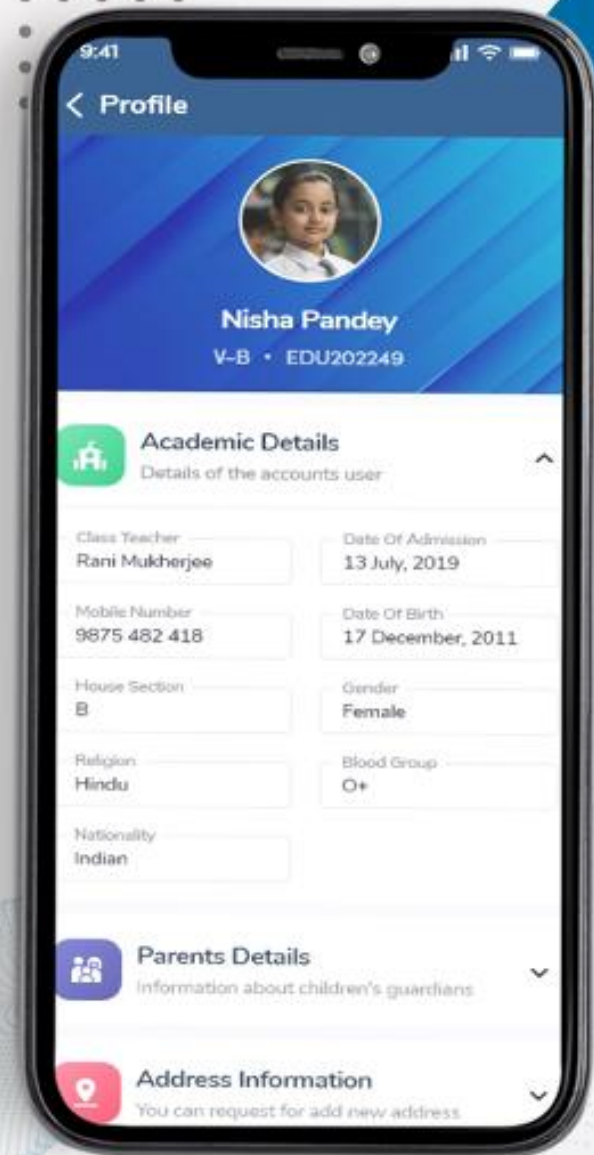 9:41
Profile
Nisha Pandey
V-B • EDU202249
Academic Details
Details of the accounts user
Class Teacher
Rani Mukherjee
Date Of Admission
13 July, 2019
Mobile Number
9875 482 418
Date Of Birth
17 December, 2011
House Section
B
Gender
Female
Religion
Hindu
Blood Group
O+
Nationality
Indian
Parents Details
Information about children's guardians
Address Information
You can request for add new address